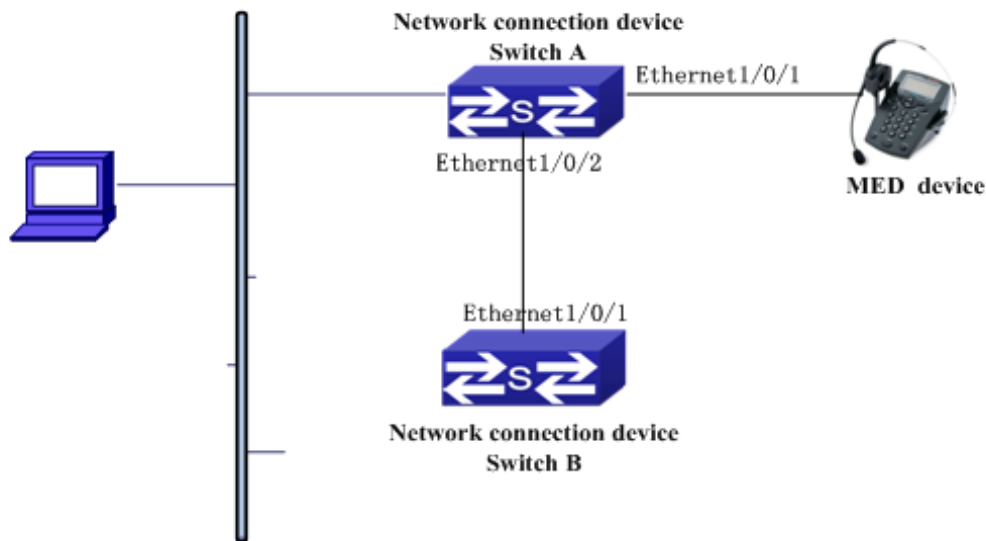 Network connection device
Switch A
Ethernet1/0/1
Ethernet1/0/2
MED device
Ethernet1/0/1
Network connection device
Switch B
S
S